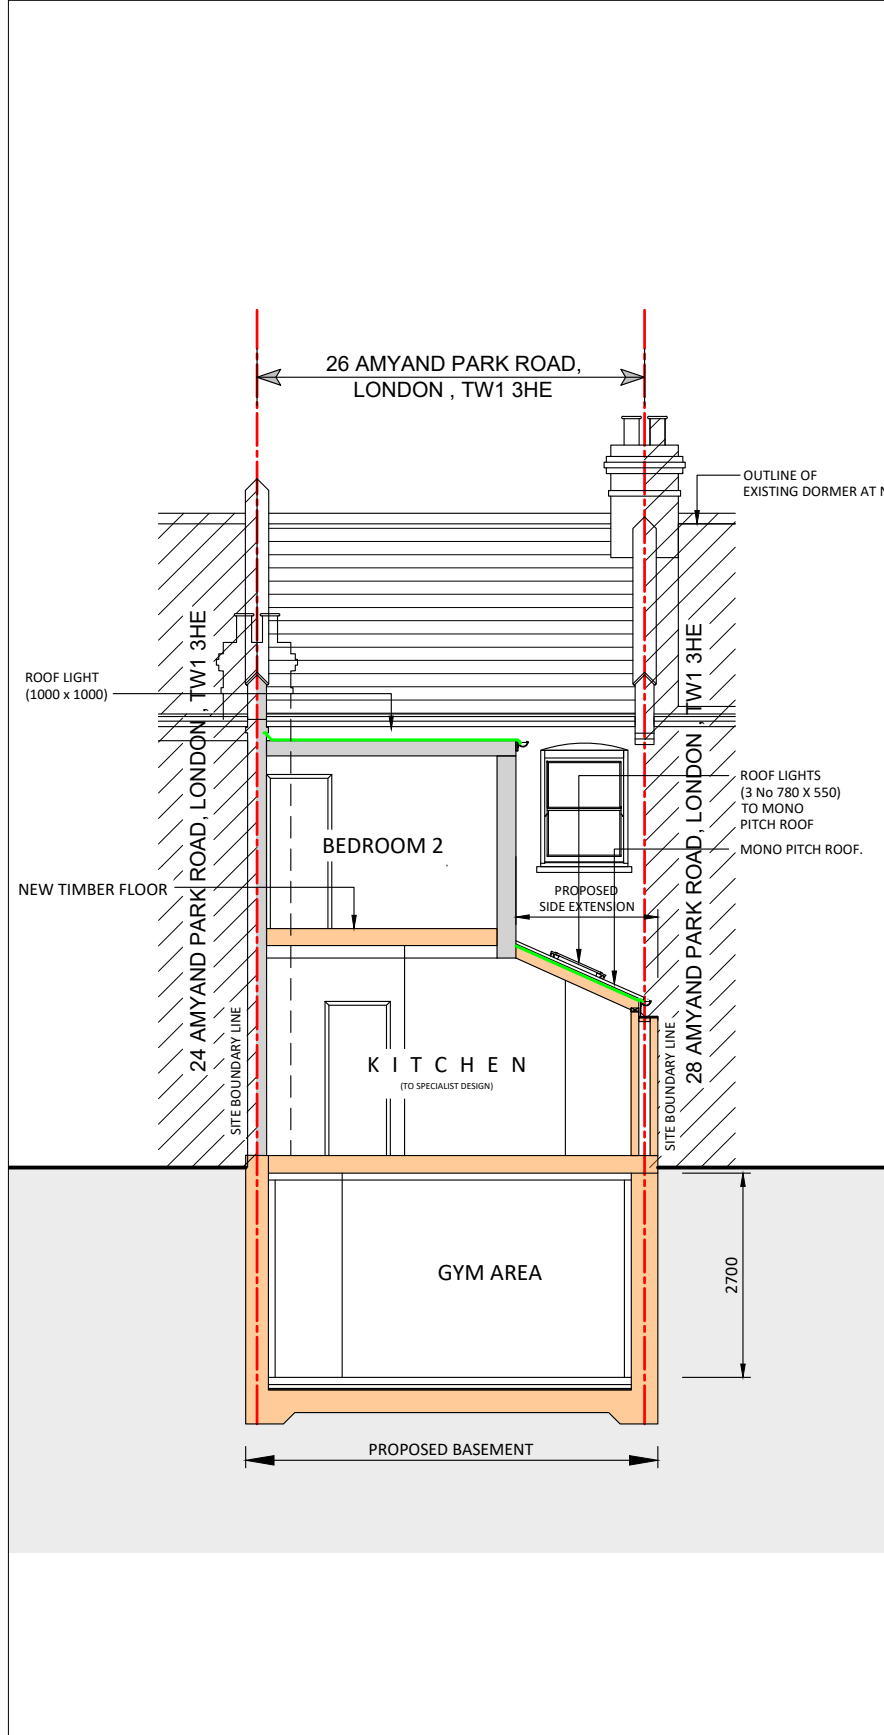 26 AMYAND PARK ROAD,
LONDON , TW1 3HE
OUTLINE OF
EXISTING DORMER AT
24 AMYAND PARK ROAD, LONDON , TW1 3HE
28 AMYAND PARK ROAD, LONDON , TW1 3HE
ROOF LIGHT
(1000 x 1000)
ROOF LIGHTS
(3 No 780 X 550)
TO MONO
PITCH ROOF
MONO PITCH ROOF.
BEDROOM 2
NEW TIMBER FLOOR
PROPOSED
SIDE EXTENSION
SITE BOUNDARY LINE
K I T C H E N
(TO SPECIALIST DESIGN)
SITE BOUNDARY LINE
GYM AREA
2700
PROPOSED BASEMENT